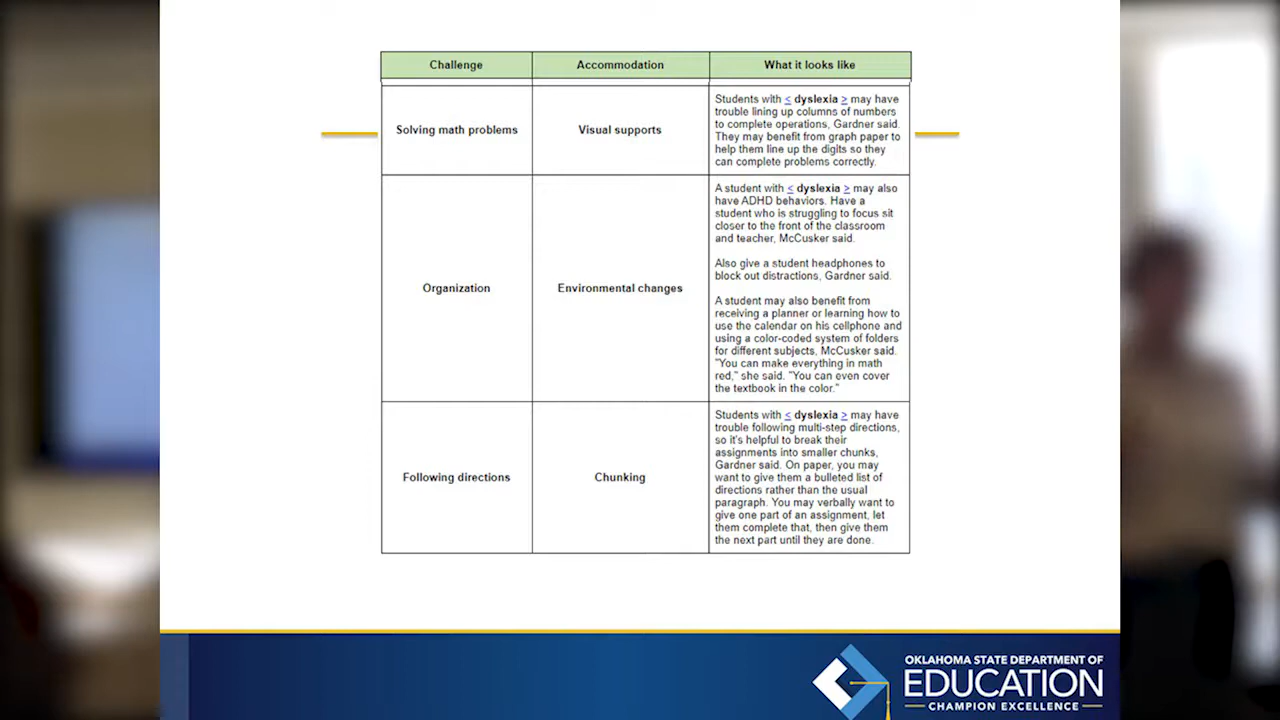 Challenge
Accommodation
What it looks like
Solving math problems
Visual supports
Students with < dyslexia > may have
trouble lining up columns of numbers
to complete operations, Gardner said.
They may benefit from graph paper to
help them line up the digits so they
can complete problems correctly.
Organization
Environmental changes
A student with < dyslexia > may also
have ADHD behaviors. Have a
student who is struggling to focus sit
closer to the front of the classroom
and teacher, McCusker said.
Also give a student headphones to
block out distractions, Gardner said.
A student may also benefit from
receiving a planner or learning how to
use the calendar on his cellphone and
using a color-coded system of folders
for different subjects, McCusker said.
"You can make everything in math
red," she said. "You can even cover
the textbook in the color."
Following directions
Chunking
Students with < dyslexia > may have
trouble following multi-step directions,
so it's helpful to break their
assignments into smaller chunks,
Gardner said. On paper, you may
want to give them a bulleted list of
directions rather than the usual
paragraph. You may verbally want to
give one part of an assignment, let
them complete that, then give them
the next part until they are done.
OKLAHOMA STATE DEPARTMENT OF
EDUCATION
CHAMPION EXCELLENCE